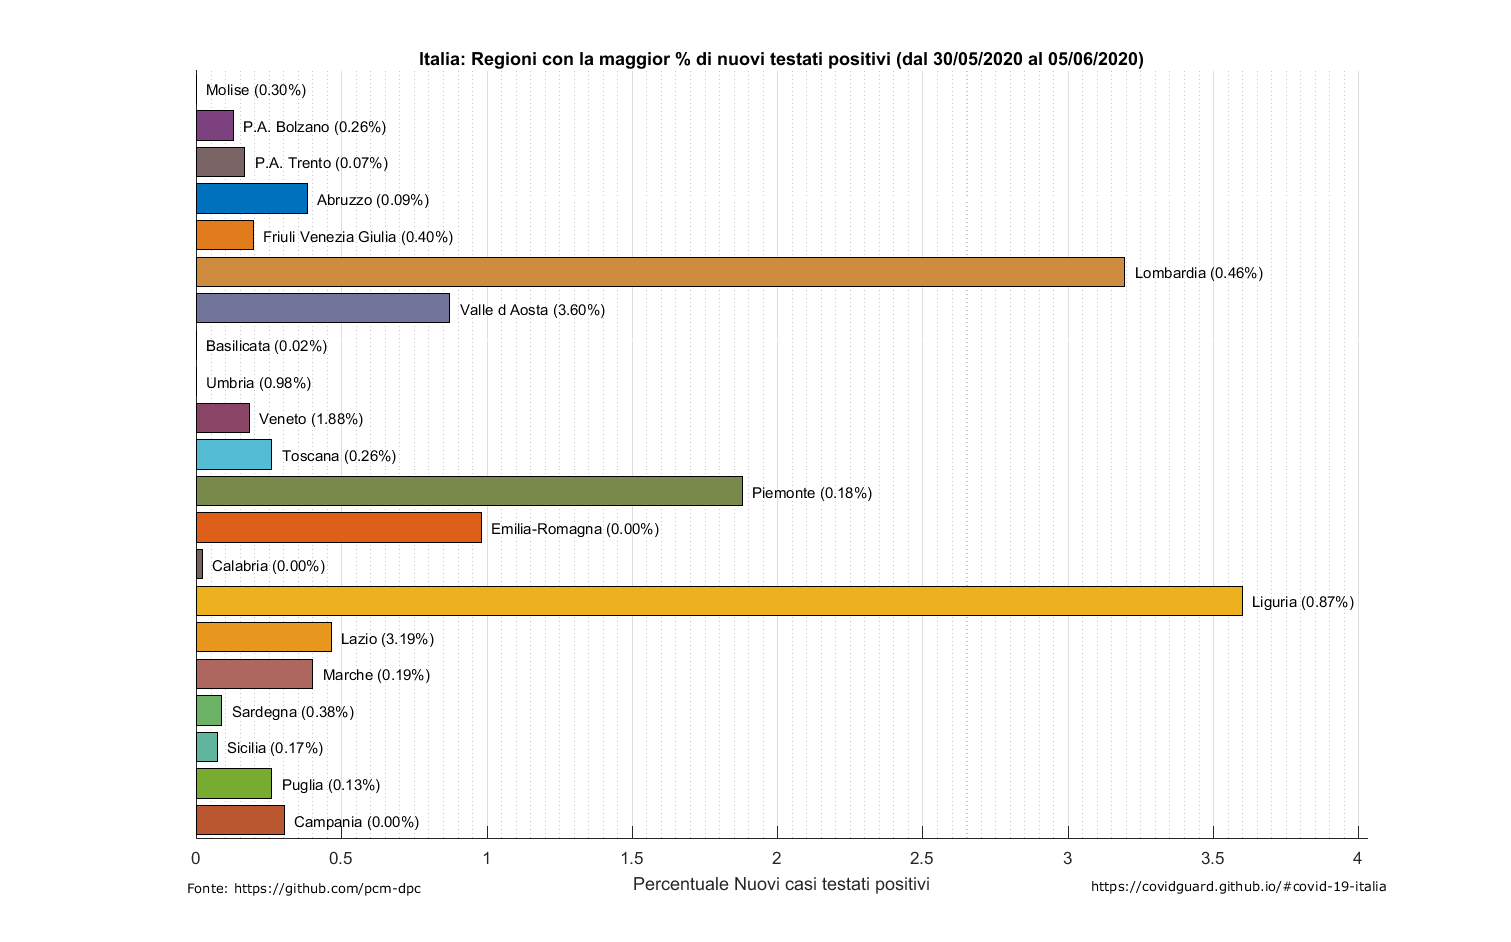 Italia: Regioni con la maggior % di nuovi testati positivi (dal 30/05/2020 al 05/06/2020)
Molise (0.30%)
P.A. Bolzano (0.26%)
P.A. Trento (0.07%)
Abruzzo (0.09%)
Friuli Venezia Giulia (0.40%)
Lombardia (0.46%)
Valle d Aosta (3.60%)
Basilicata (0.02%)
Umbria (0.98%)
Veneto (1.88%)
Toscana (0.26%)
Piemonte (0.18%)
Emilia-Romagna (0.00%)
Calabria (0.00%)
Liguria (0.87%)
Lazio (3.19%)
Marche (0.19%)
Sardegna (0.38%)
Sicilia (0.17%)
Puglia (0.13%)
Campania (0.00%)
0 0.5 1 1.5 2 2.5 3 3.5 4
Percentuale Nuovi casi testati positivi
Fonte: https://github.com/pcm-dpc
https://covidguard.github.io/#covid-19-italia